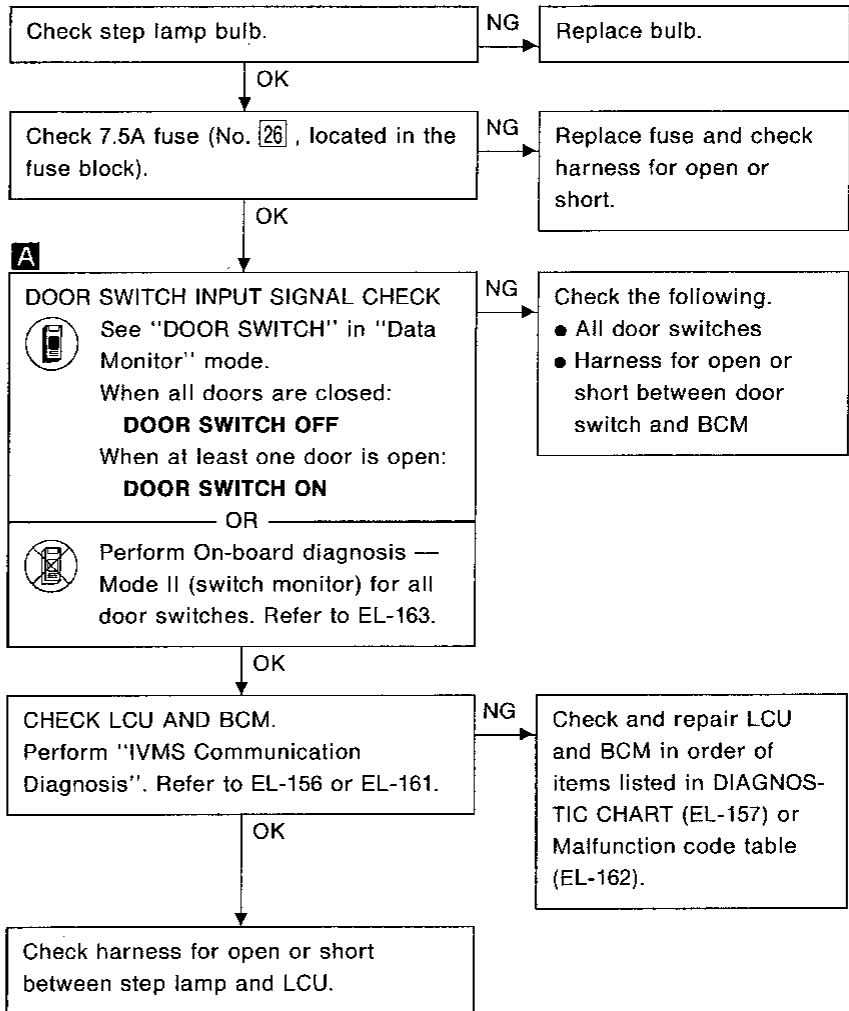 Check step lamp bulb.
NG
Replace bulb.
OK
Check 7.5A fuse (No. 26 , located in the
fuse block).
NG
Replace fuse and check
harness for open or
short.
OK
A
DOOR SWITCH INPUT SIGNAL CHECK
See "DOOR SWITCH" in "Data
Monitor" mode.
When all doors are closed:
DOOR SWITCH OFF
When at least one door is open:
DOOR SWITCH ON
OR
Perform On-board diagnosis —
Mode II (switch monitor) for all
door switches. Refer to EL-163.
NG
Check the following.
● All door switches
● Harness for open or
short between door
switch and BCM
OK
CHECK LCU AND BCM.
Perform "IVMS Communication
Diagnosis". Refer to EL-156 or EL-161.
NG
Check and repair LCU
and BCM in order of
items listed in DIAGNOS-
TIC CHART (EL-157) or
Malfunction code table
(EL-162).
OK
Check harness for open or short
between step lamp and LCU.